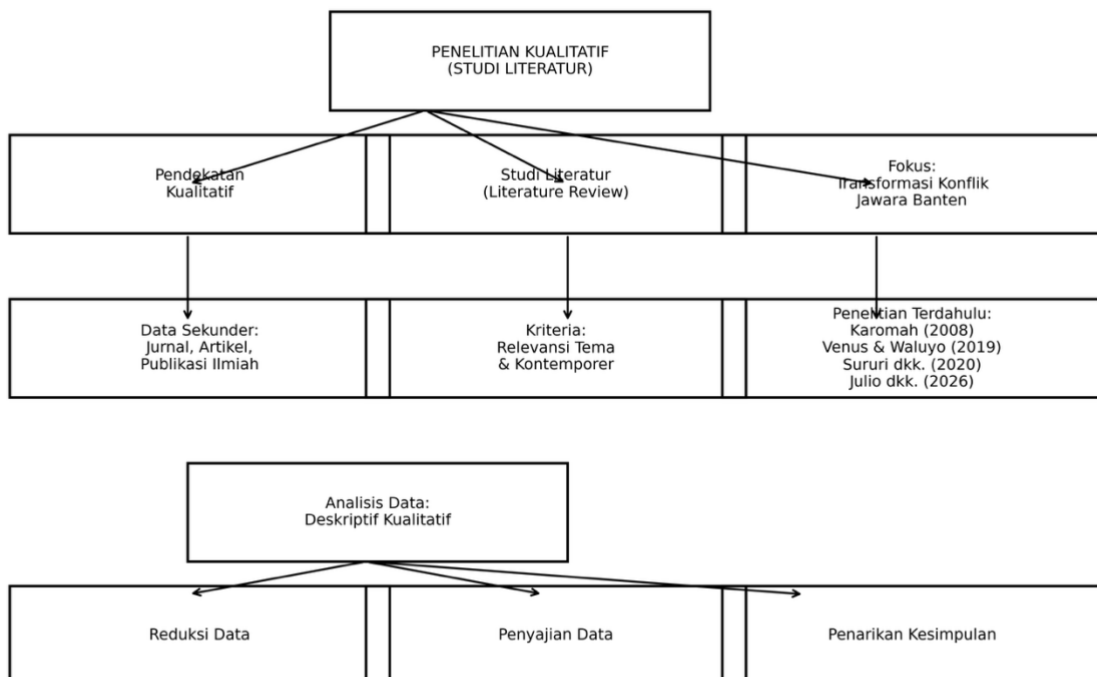 PENELITIAN KUALITATIF
(STUDI LITERATUR)
Pendekatan
Kualitatif
Studi Literatur
(Literature Review)
Fokus:
Transformasi Konflik
Jawara Banten
Data Sekunder:
Jurnal, Artikel,
Publikasi Ilmiah
Kriteria:
Relevansi Tema
& Kontemporer
Penelitian Terdahulu:
Karomah (2008)
Venus & Waluyo (2019)
Sururi dkk. (2020)
Julio dkk. (2026)
Analisis Data:
Deskriptif Kualitatif
Reduksi Data
Penyajian Data
Penarikan Kesimpulan